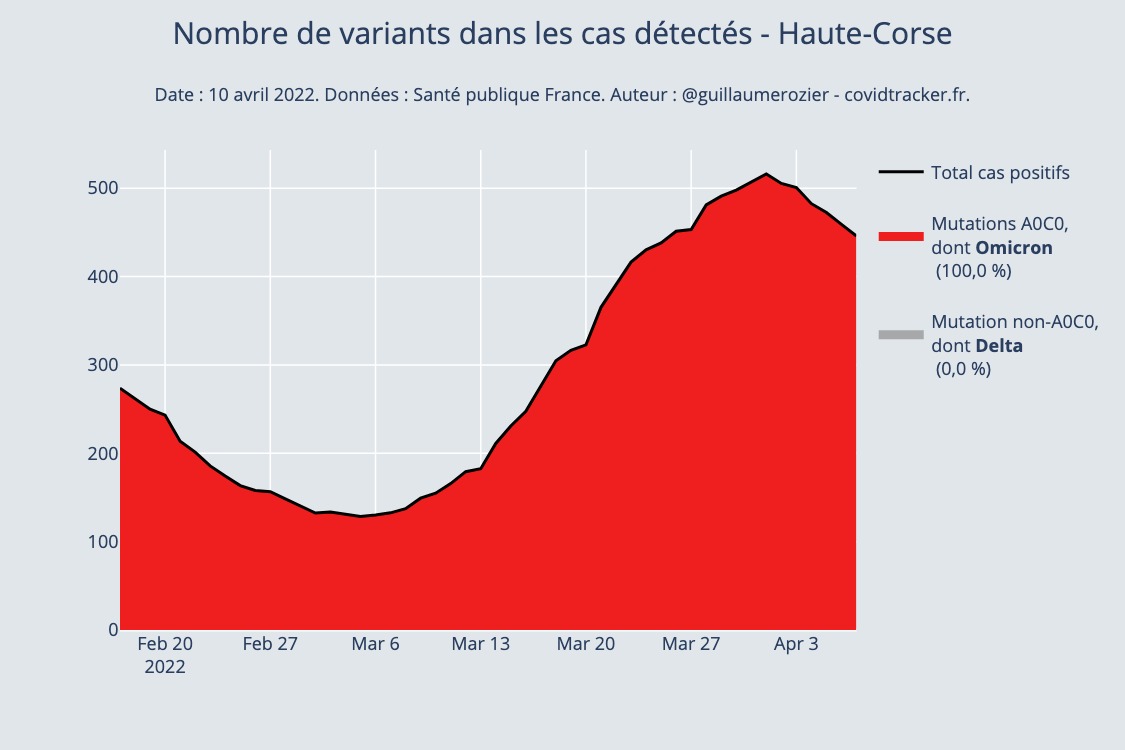 Nombre de variants dans les cas détectés - Haute-Corse
Date : 10 avril 2022. Données : Santé publique France. Auteur : @guillaumerozier - covidtracker.fr.
500
400
300
200
100
0
Feb 20
2022
Feb 27
Mar 6
Mar 13
Mar 20
Mar 27
Apr 3
Total cas positifs
Mutations A0C0,
dont Omicron
(100,0 %)
Mutation non-A0C0,
dont Delta
(0,0 %)